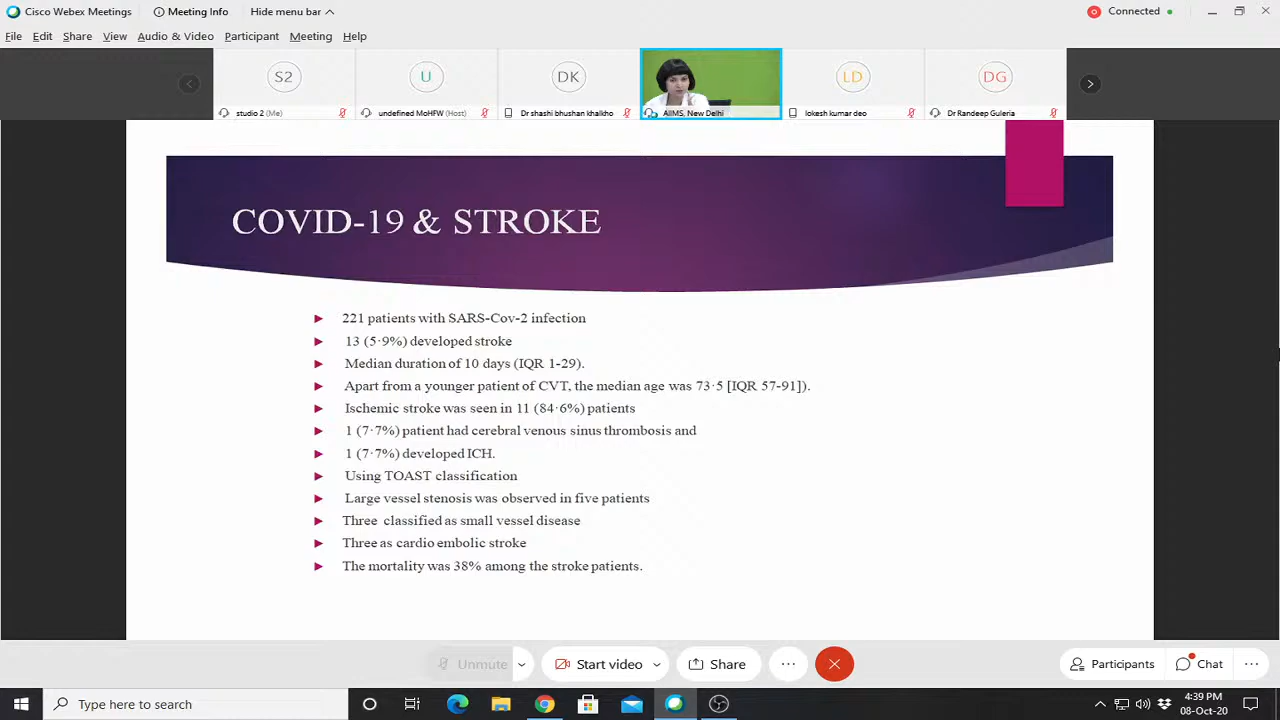 Cisco Webex Meetings
Meeting Info
Hide menu bar
Connected
File Edit Share View Audio & Video Participant Meeting Help
S2 U DK LD DG
studio 2 (Me)
undefined MoHFW (Host)
Dr shashi bhushan khalkho
AIIMS, New Delhi
lokesh kumar deo
Dr Randeep Guleria
COVID-19 & STROKE
221 patients with SARS-Cov-2 infection
13 (5·9%) developed stroke
Median duration of 10 days (IQR 1-29).
Apart from a younger patient of CVT, the median age was 73·5 [IQR 57-91]).
Ischemic stroke was seen in 11 (84·6%) patients
1 (7·7%) patient had cerebral venous sinus thrombosis and
1 (7·7%) developed ICH.
Using TOAST classification
Large vessel stenosis was observed in five patients
Three classified as small vessel disease
Three as cardio embolic stroke
The mortality was 38% among the stroke patients.
Unmute
Start video
Share
Participants
Chat
Type here to search
4:39 PM
08-Oct-20